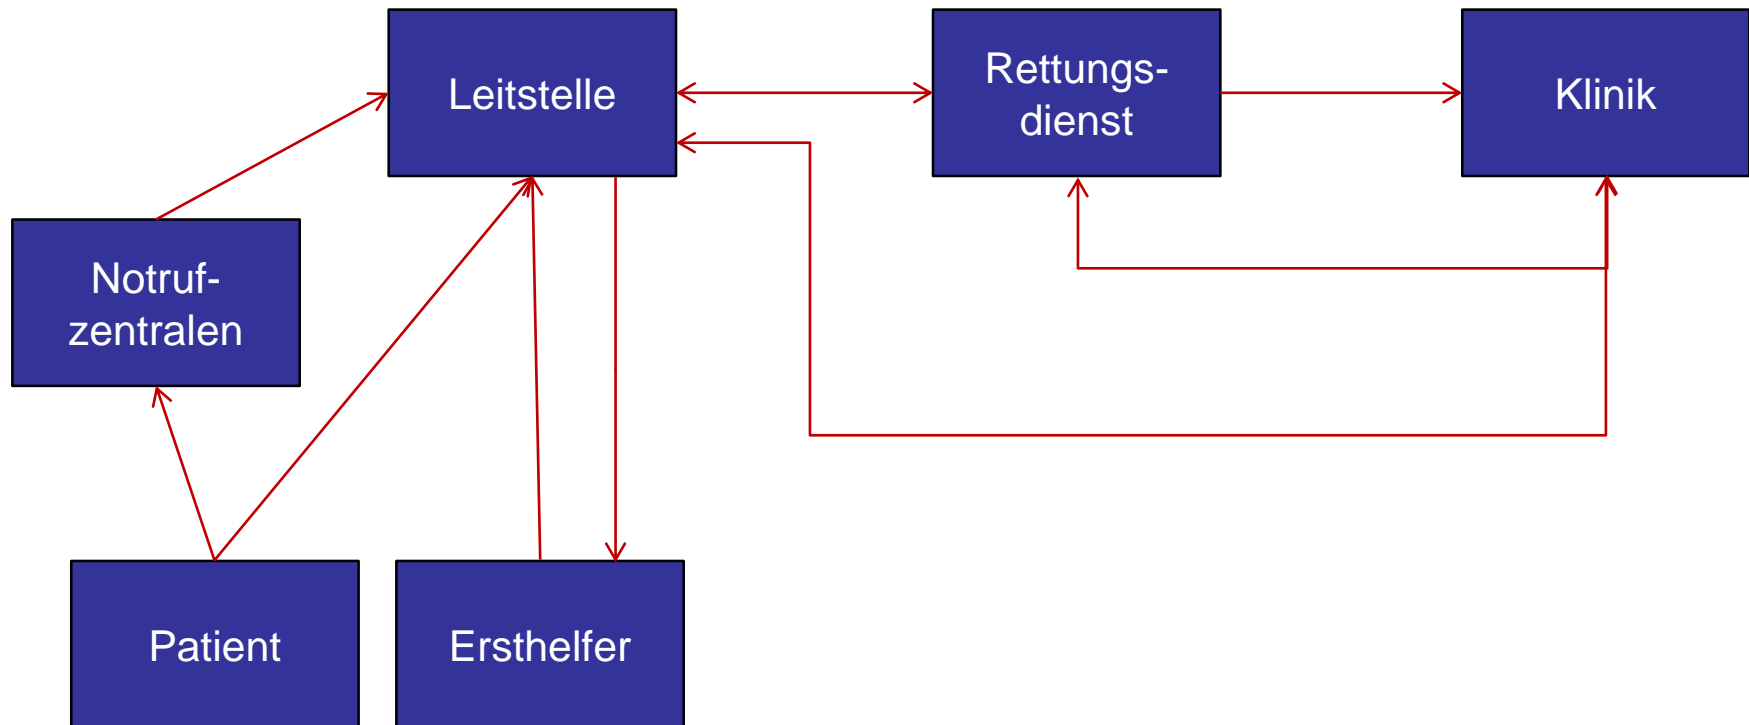 Leitstelle
Rettungs-
dienst
Klinik
Notruf-
zentralen
Patient
Ersthelfer